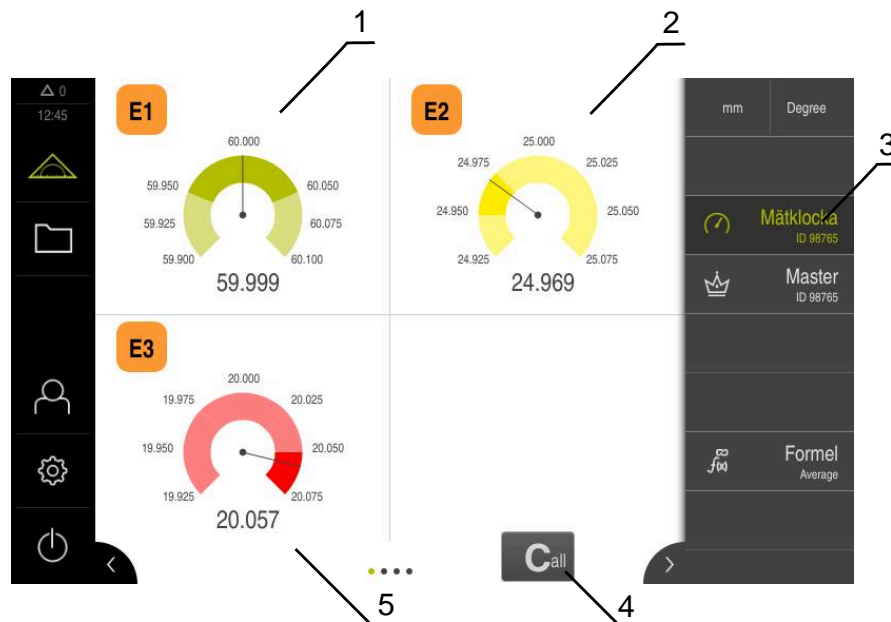 1
2
3
4
5
0
12:45
E1
60.000
59.950
60.050
59.925
60.075
59.900
60.100
59.999
E2
25.000
24.975
25.025
24.950
25.050
24.925
25.075
24.969
E3
20.000
19.975
20.025
19.950
20.050
19.925
20.075
20.057
Call
mm
Degree
Mätklocka
ID 98765
Master
ID 98765
f(x)
Formel
Average